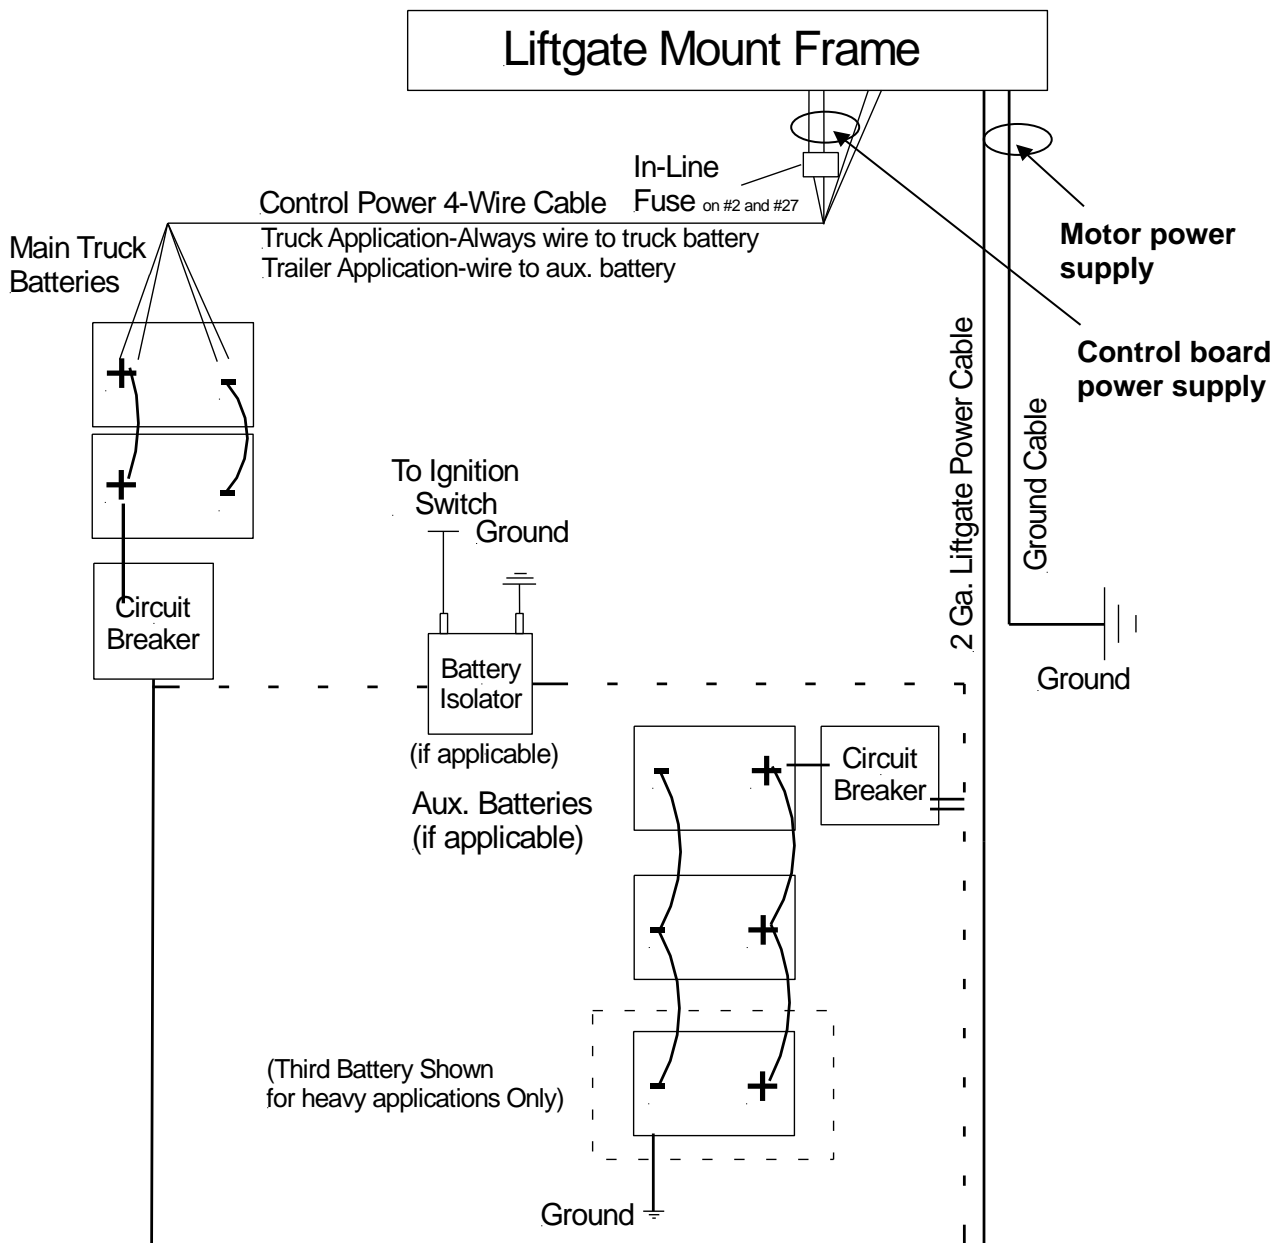 Liftgate Mount Frame
In-Line
Fuse on #2 and #27
Control Power 4-Wire Cable
Truck Application-Always wire to truck battery
Trailer Application-wire to aux. battery
Main Truck
Batteries
Motor power
supply
Control board
power supply
2 Ga. Liftgate Power Cable
Ground Cable
To Ignition
Switch
Ground
Circuit
Breaker
Battery
Isolator
(if applicable)
Ground
Aux. Batteries
(if applicable)
Circuit
Breaker
(Third Battery Shown
for heavy applications Only)
Ground